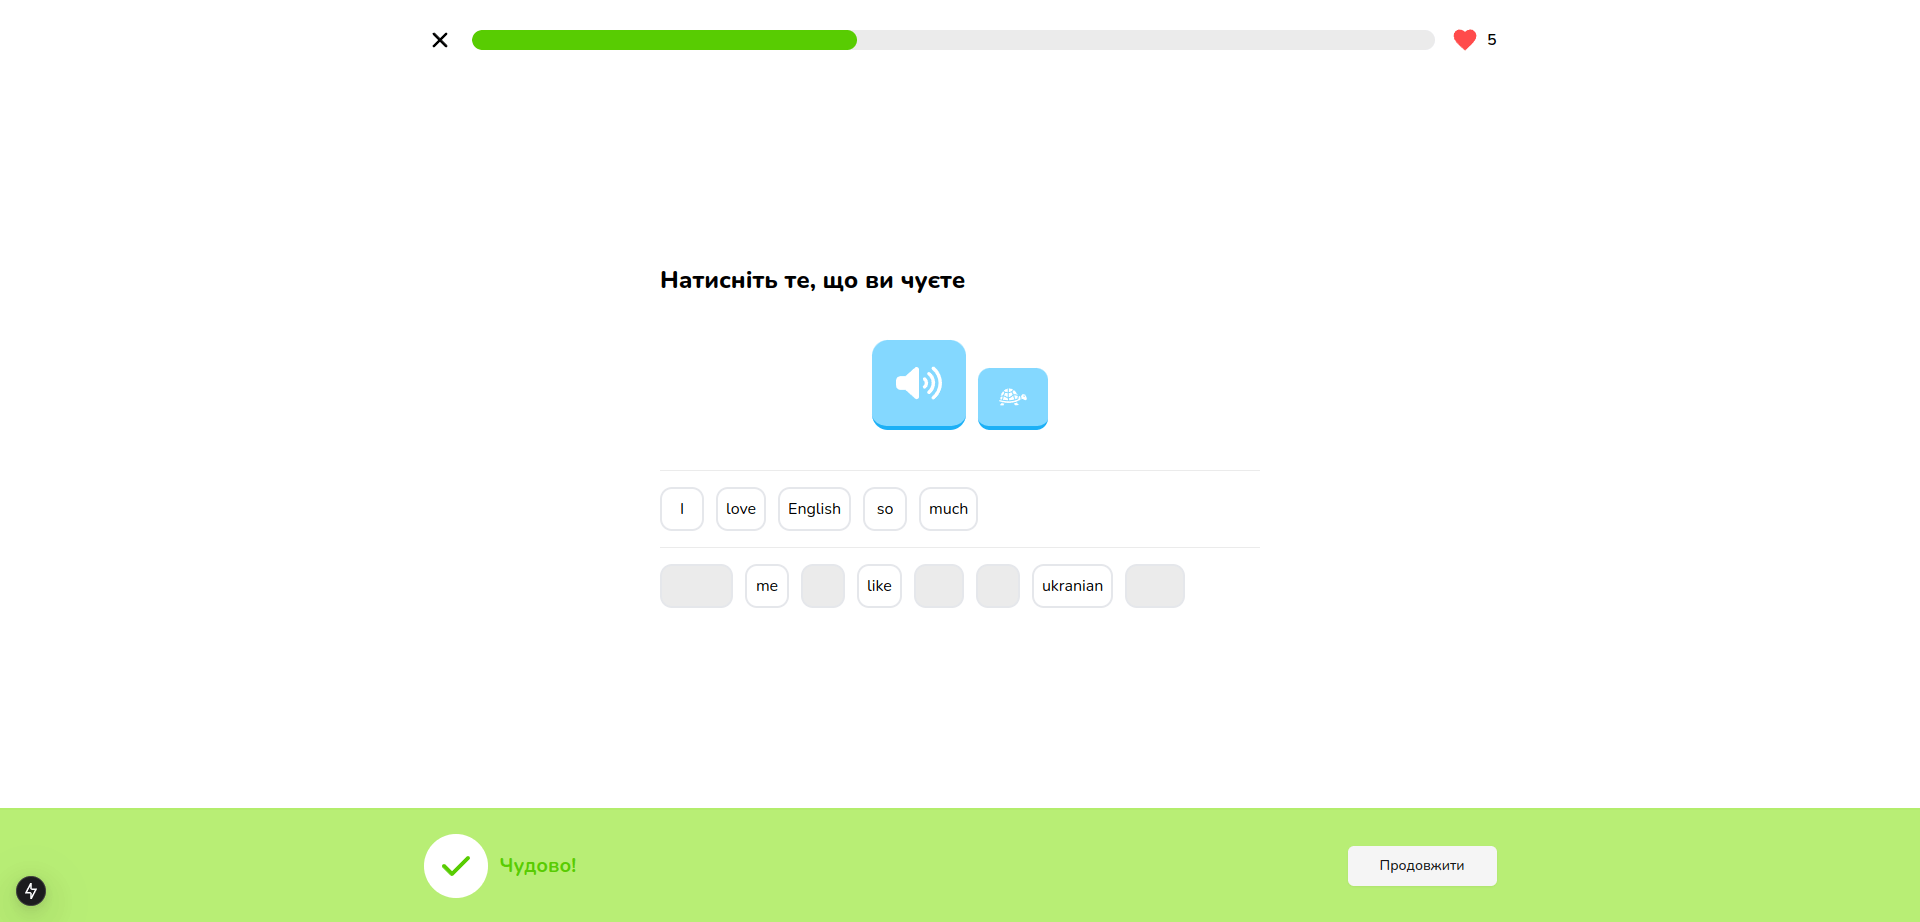 5
Натисніть те, що ви чуєте
I love English so much
me like ukranian
Чудово!
Продовжити